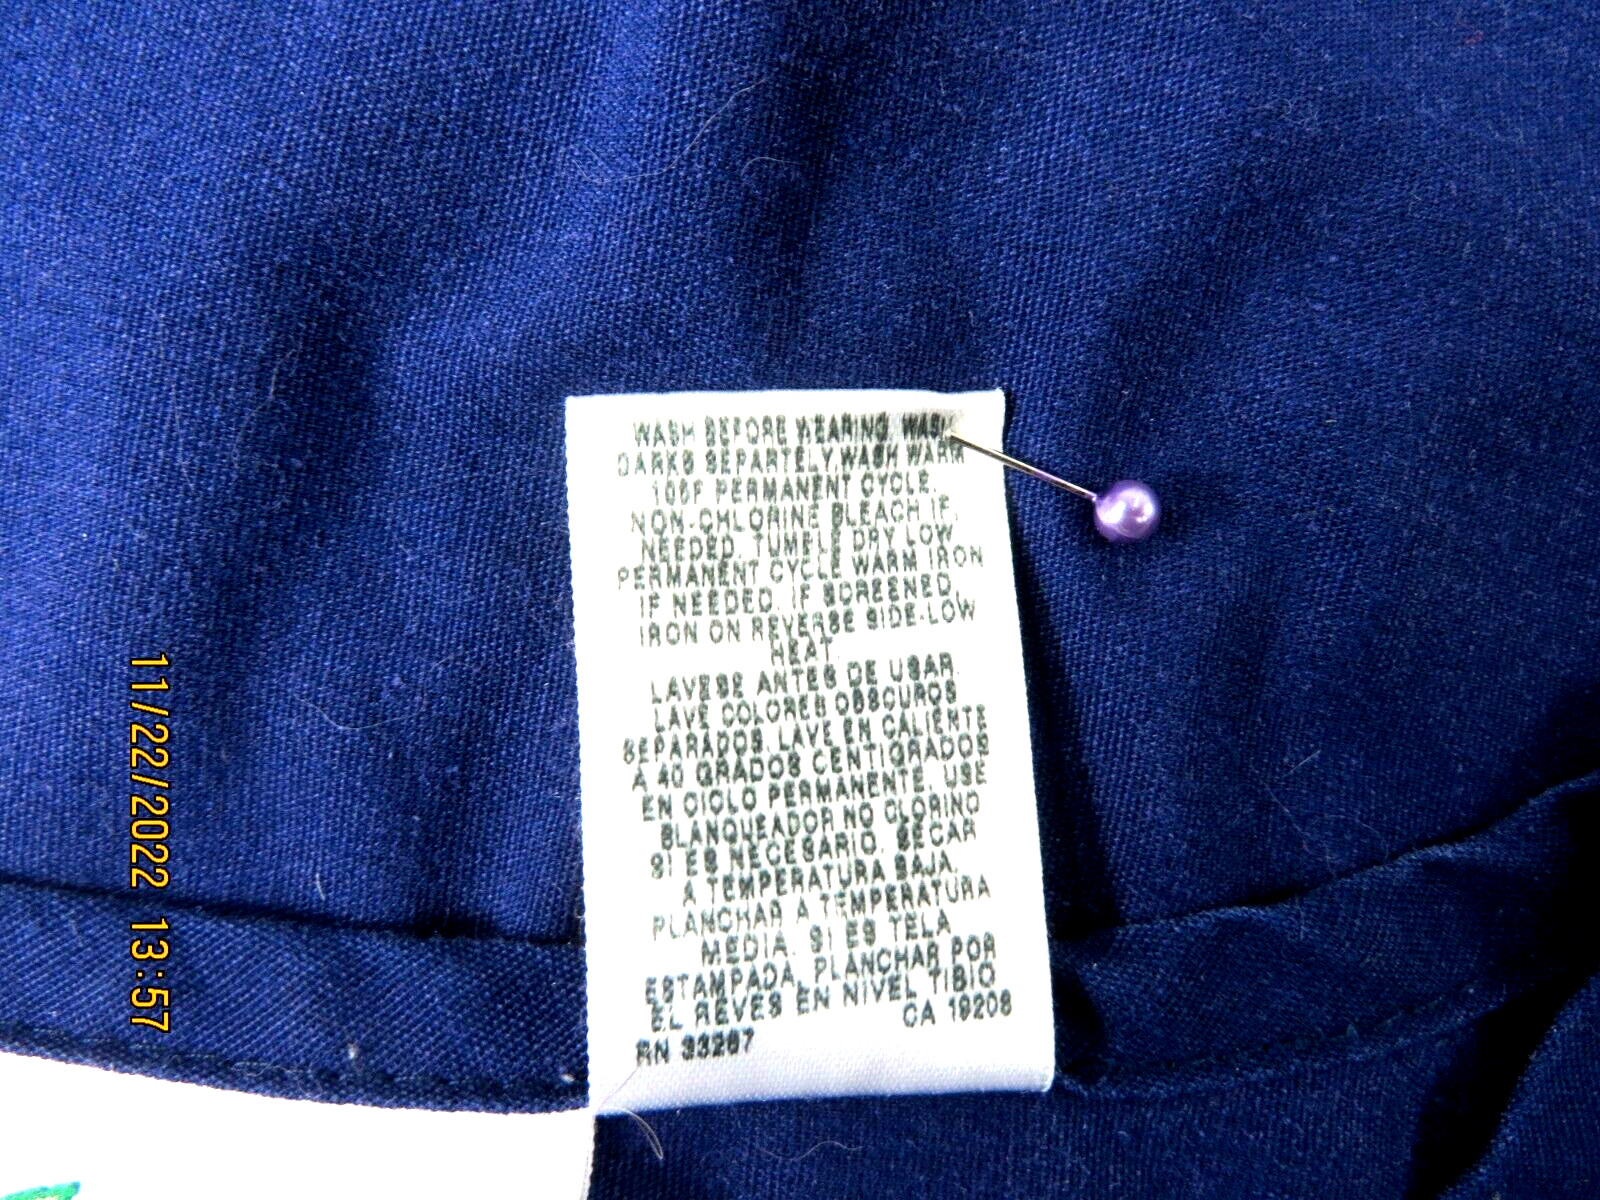 WASH BEFORE WEARING WASH
DARKS SEPARTELY.WASH WARM
105F PERMANENT CYCLE.
NON-CHLORINE BLEACH IF
NEEDED. TUMBLE DRY LOW
PERMANENT CYCLE WARM IRON
IF NEEDED. IF SCREENED,
IRON ON REVERSE SIDE-LOW
HEAT.
LAVESE ANTES DE USAR.
LAVE COLORES OBSCUROS
SEPARADOS. LAVE EN CALIENTE
A 40 GRADOS CENTIGRADOS
EN CICLO PERMANENTE. USE
BLANQUEADOR NO CLORINO
SI ES NECESARIO. SECAR
A TEMPERATURA BAJA.
PLANCHAR A TEMPERATURA
MEDIA. SI ES TELA
ESTAMPADA, PLANCHAR POR
EL REVES EN NIVEL TIBIO
CA 19208
RN 33267
11/22/2022 13:57